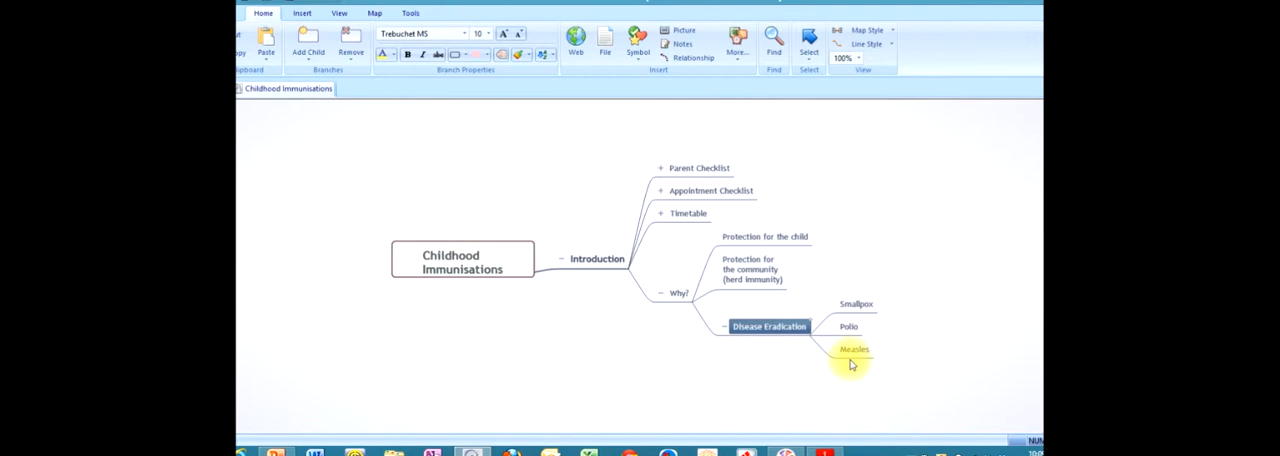 Home Insert View Map Tools
Trebuchet MS 10 A A
Picture
Map Style
Notes
Line Style
Paste Add Child Remove Web File Symbol More... Find Select
B I abc
Relationship
100%
Branches Branch Properties Insert Find Select View
Childhood Immunisations
Parent Checklist
Appointment Checklist
Timetable
Protection for the child
Childhood
Immunisations
Introduction
Protection for
the community
(herd immunity)
Why?
Smallpox
Disease Eradication
Polio
Measles